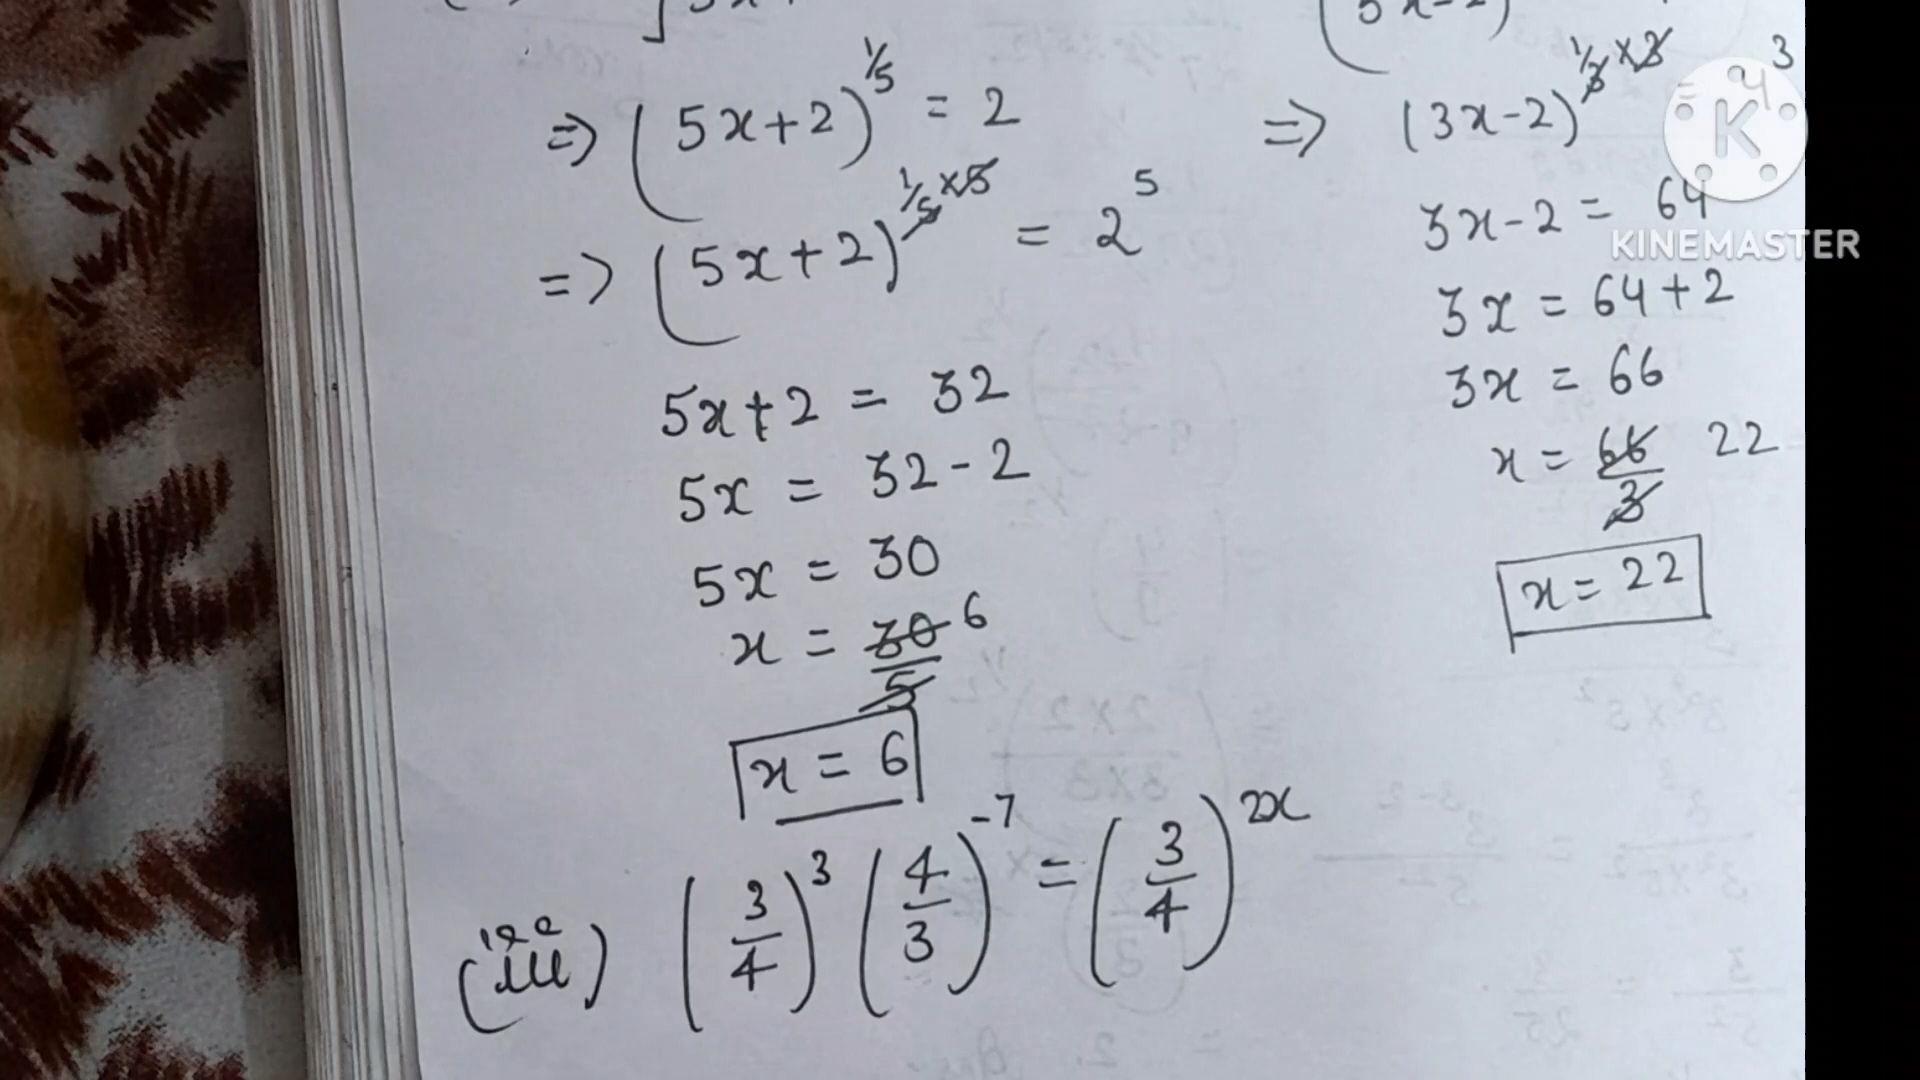 => (5x+2)^1/5 = 2
=> (5x+2)^1/5×5 = 2^5
5x+2 = 32
5x = 32-2
5x = 30
x = 30/5 6
x = 6
=> (3x-2)^1/3×3 = 4^3
3x-2 = 64
3x = 64+2
3x = 66
x = 66/3 22
x = 22
(iii) (3/4)^3 (4/3)^-7 = (3/4)^2x
KINEMASTER